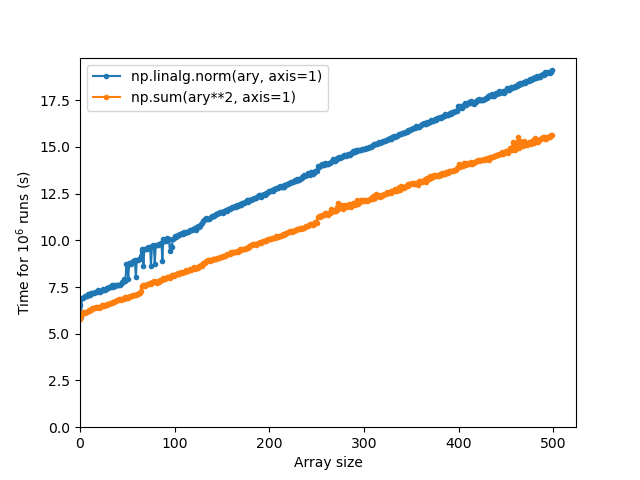 np.linalg.norm(ary, axis=1)
np.sum(ary**2, axis=1)
Time for 10⁶ runs (s)
17.5
15.0
12.5
10.0
7.5
5.0
2.5
0.0
0 100 200 300 400 500
Array size